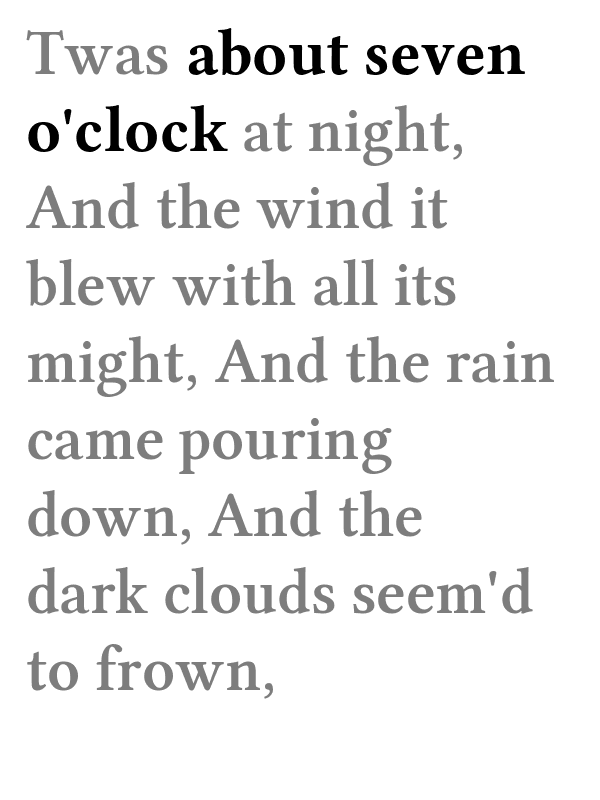 Twas about seven
o'clock at night,
And the wind it
blew with all its
might, And the rain
came pouring
down, And the
dark clouds seem'd
to frown,